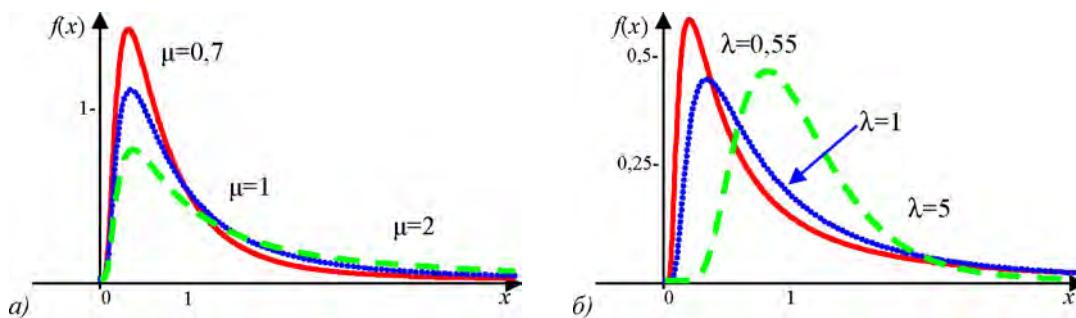 f(x)
μ=0,7
1-
μ=1
μ=2
0
1
x
а)
f(x)
λ=0,55
0,5-
λ=1
0,25-
λ=5
0
1
x
б)